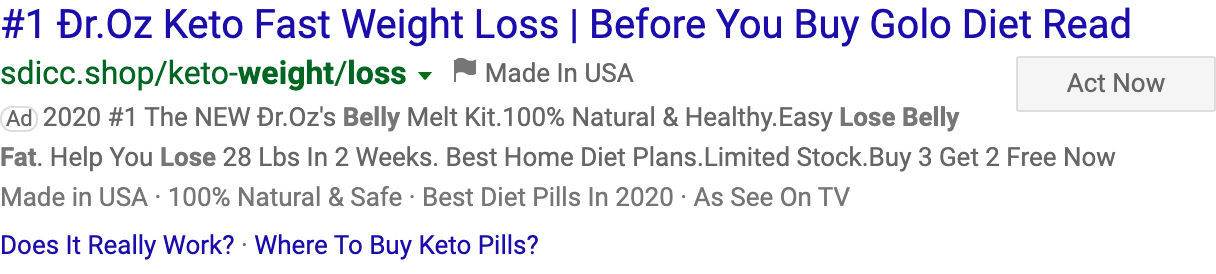 #1 Ðr.Oz Keto Fast Weight Loss | Before You Buy Golo Diet Read
sdicc.shop/keto-weight/loss Made In USA
Act Now
Ad 2020 #1 The NEW Ðr.Oz's Belly Melt Kit.100% Natural & Healthy.Easy Lose Belly
Fat. Help You Lose 28 Lbs In 2 Weeks. Best Home Diet Plans.Limited Stock.Buy 3 Get 2 Free Now
Made in USA · 100% Natural & Safe · Best Diet Pills In 2020 · As See On TV
Does It Really Work? · Where To Buy Keto Pills?